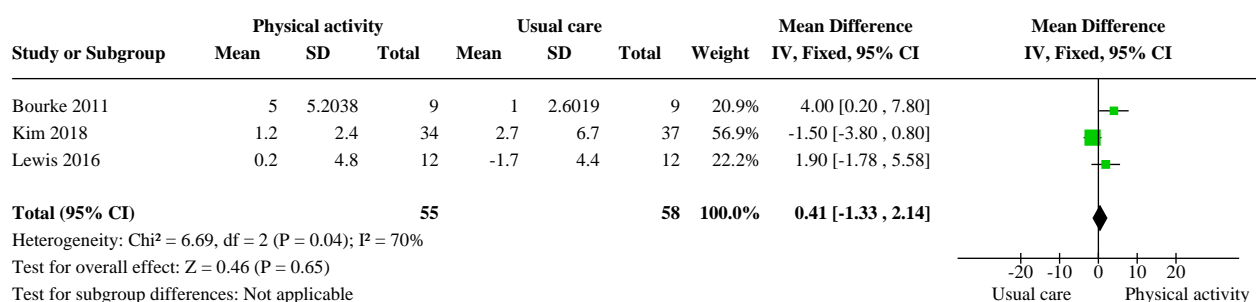 Physical activity Usual care Mean Difference Mean Difference
Study or Subgroup Mean SD Total Mean SD Total Weight IV, Fixed, 95% CI IV, Fixed, 95% CI
Bourke 2011 5 5.2038 9 1 2.6019 9 20.9% 4.00 [0.20 , 7.80]
Kim 2018 1.2 2.4 34 2.7 6.7 37 56.9% -1.50 [-3.80 , 0.80]
Lewis 2016 0.2 4.8 12 -1.7 4.4 12 22.2% 1.90 [-1.78 , 5.58]
Total (95% CI) 55 58 100.0% 0.41 [-1.33 , 2.14]
Heterogeneity: Chi² = 6.69, df = 2 (P = 0.04); I² = 70%
Test for overall effect: Z = 0.46 (P = 0.65)
Test for subgroup differences: Not applicable
-20 -10 0 10 20
Usual care Physical activity